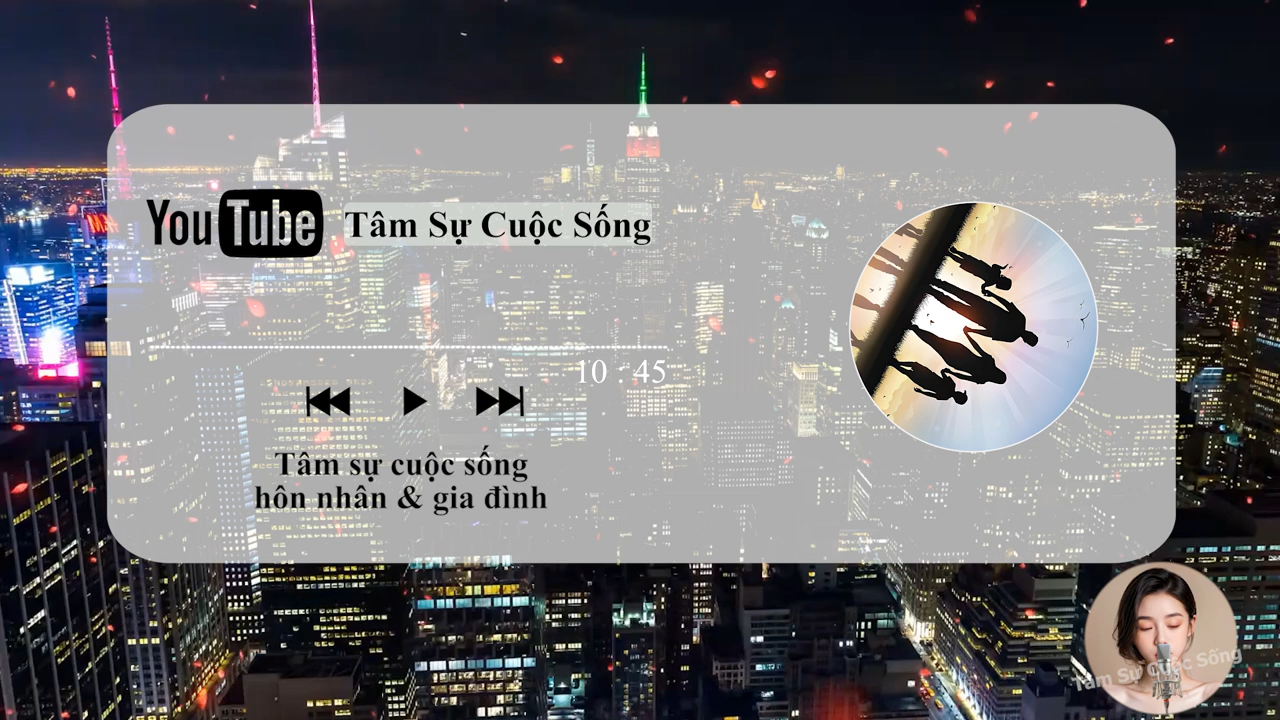 YouTube Tâm Sự Cuộc Sống
10 - 45
Tâm sự cuộc sống
hôn nhân & gia đình
Tâm Sự Cuộc Sống